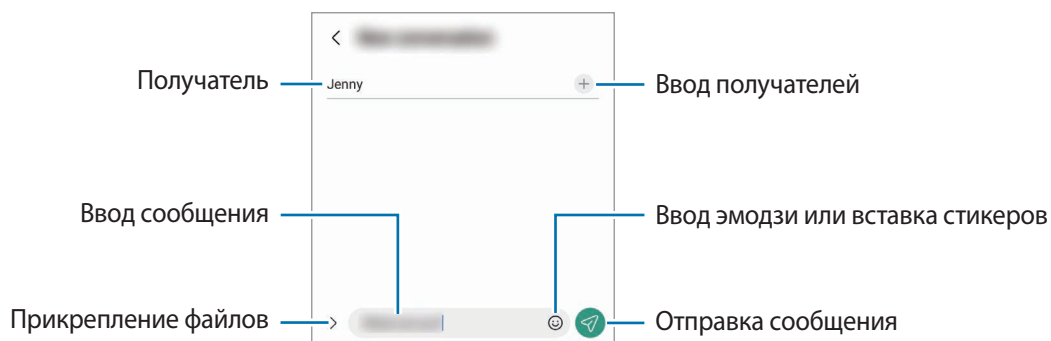 Получатель
Jenny
Ввод получателей
Ввод сообщения
Ввод эмодзи или вставка стикеров
Прикрепление файлов
Отправка сообщения